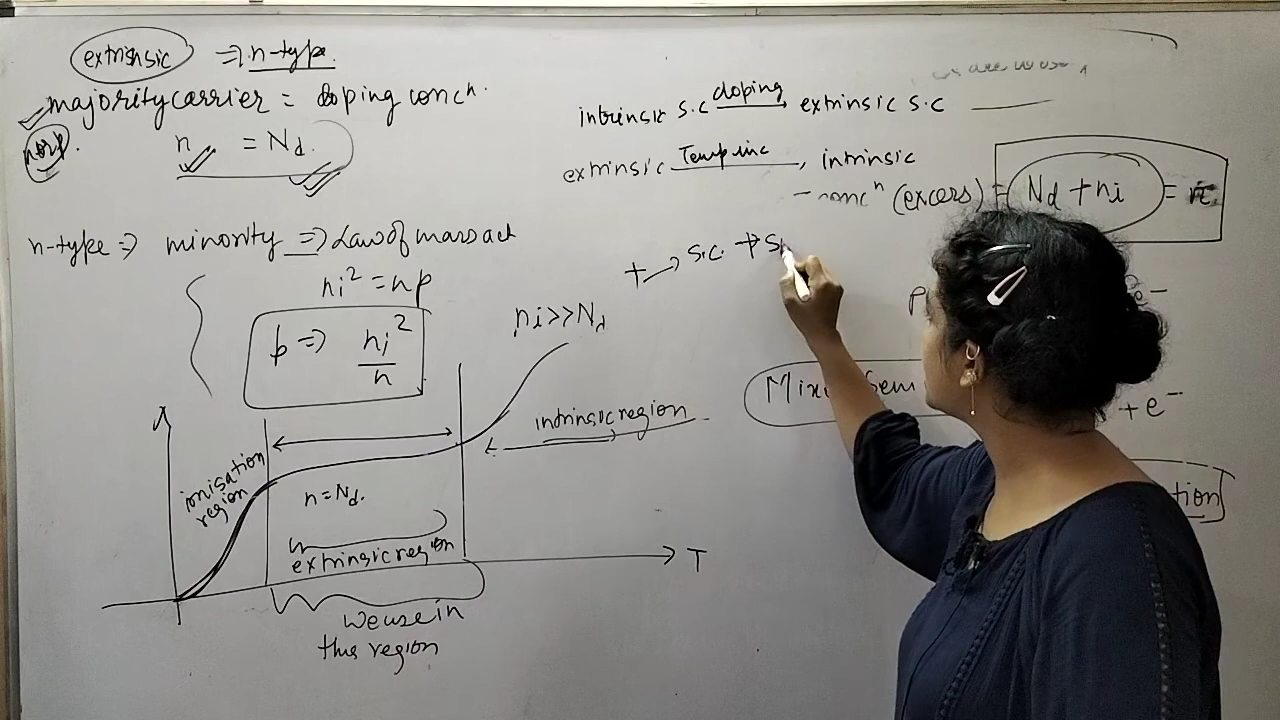 extrinsic ⇒ n-type
majority carrier = doping concⁿ.
n = Nd.
n-type ⇒ minority ⇒ Law of mass act
ni² = np
p ⇒ ni²/n
ni >> Nd
ionisation region
n = Nd.
extrinsic region
intrinsic region
T
We use in
this region
intrinsic s.c doping → extrinsic s.c
extrinsic Temp inc → intrinsic
concⁿ (excess) = Nd + ni =
+ → s.c. → S
e⁻
+ e⁻